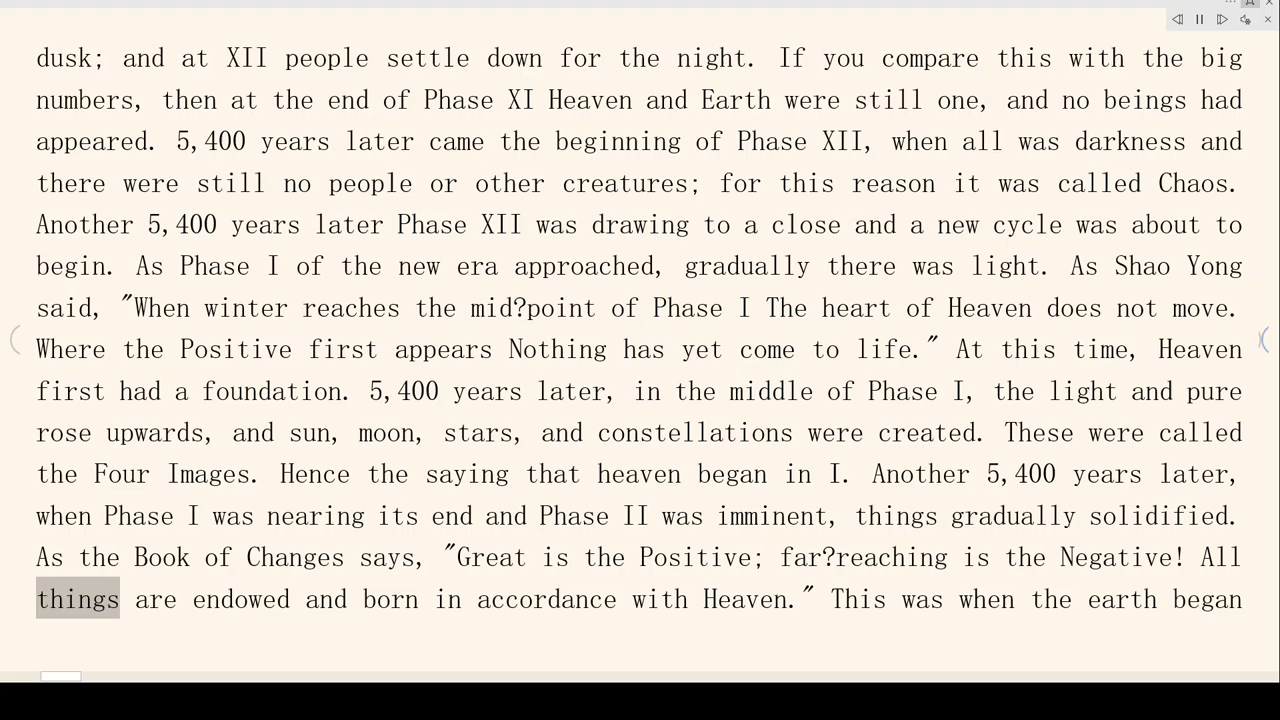 dusk; and at XII people settle down for the night. If you compare this with the big
numbers, then at the end of Phase XI Heaven and Earth were still one, and no beings had
appeared. 5,400 years later came the beginning of Phase XII, when all was darkness and
there were still no people or other creatures; for this reason it was called Chaos.
Another 5,400 years later Phase XII was drawing to a close and a new cycle was about to
begin. As Phase I of the new era approached, gradually there was light. As Shao Yong
said, "When winter reaches the mid?point of Phase I The heart of Heaven does not move.
Where the Positive first appears Nothing has yet come to life." At this time, Heaven
first had a foundation. 5,400 years later, in the middle of Phase I, the light and pure
rose upwards, and sun, moon, stars, and constellations were created. These were called
the Four Images. Hence the saying that heaven began in I. Another 5,400 years later,
when Phase I was nearing its end and Phase II was imminent, things gradually solidified.
As the Book of Changes says, "Great is the Positive; far?reaching is the Negative! All
things are endowed and born in accordance with Heaven." This was when the earth began